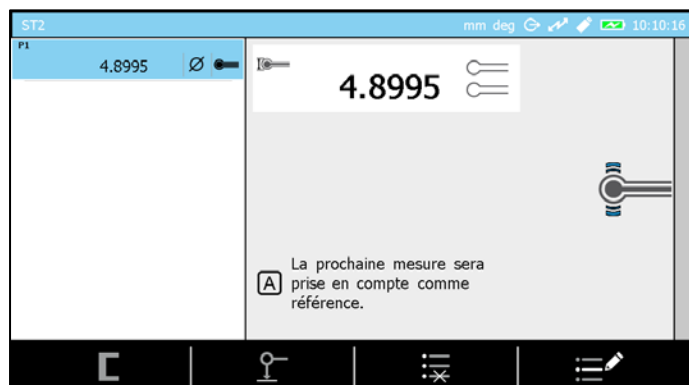 ST2
mm deg
10:10:16
P1
4.8995 Ø
4.8995
A
La prochaine mesure sera
prise en compte comme
référence.